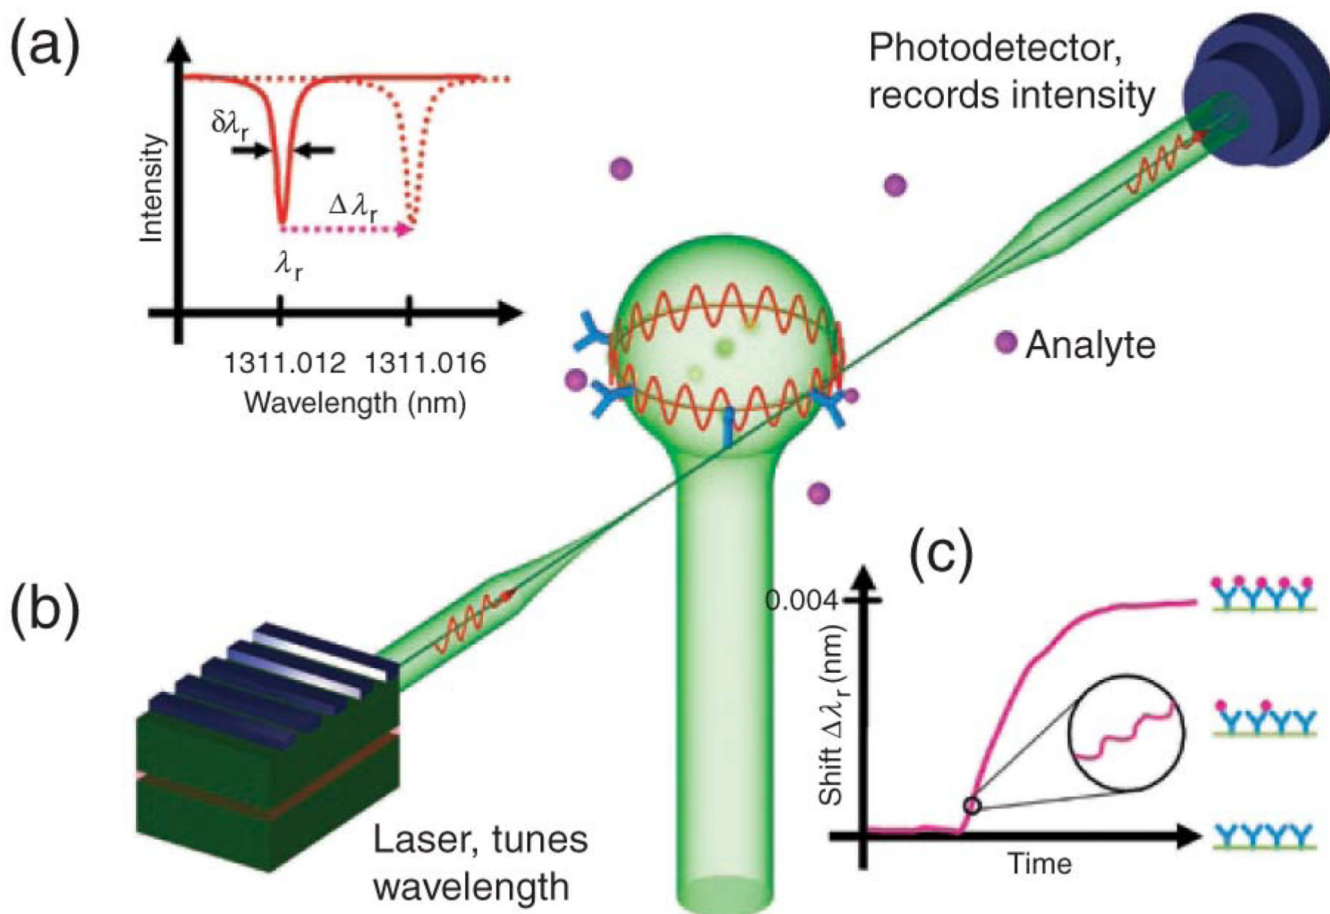 (a)
Intensity
δλr
Δλr
λr
1311.012 1311.016
Wavelength (nm)
Photodetector,
records intensity
Analyte
(b)
Laser, tunes
wavelength
(c)
0.004
Shift Δλr (nm)
Time